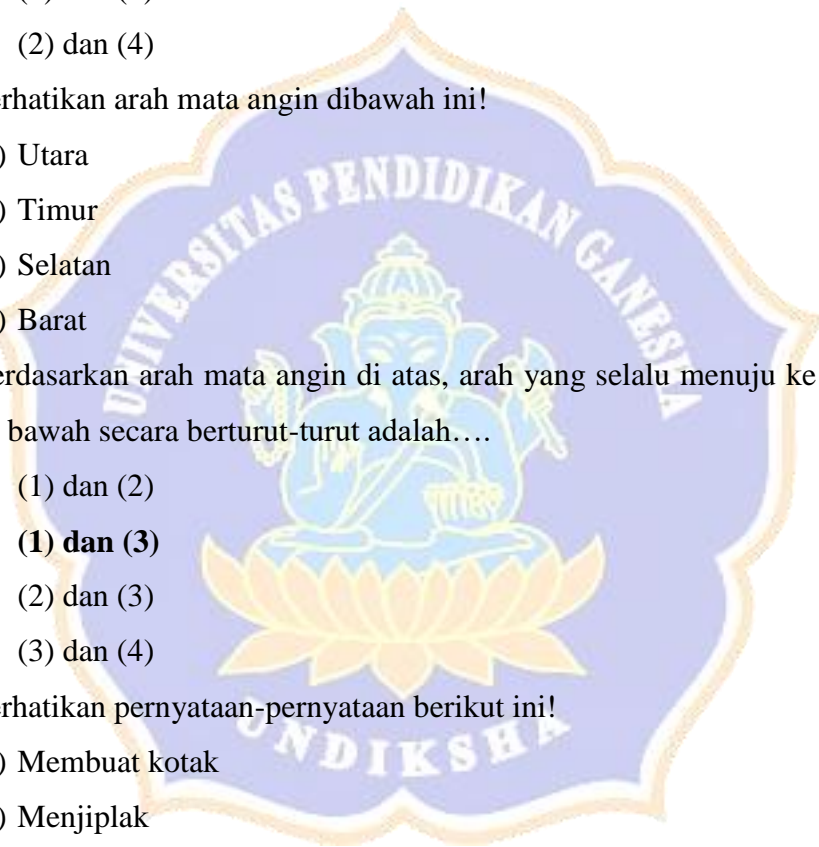 (2) dan (4)
erhatikan arah mata angin dibawah ini!
) Utara
) Timur
) Selatan
) Barat
erdasarkan arah mata angin di atas, arah yang selalu menuju ke
bawah secara berturut-turut adalah….
(1) dan (2)
(1) dan (3)
(2) dan (3)
(3) dan (4)
erhatikan pernyataan-pernyataan berikut ini!
) Membuat kotak
) Menjiplak
UNIVERSITAS PENDIDIKAN GANESHA
UNDIKSHA